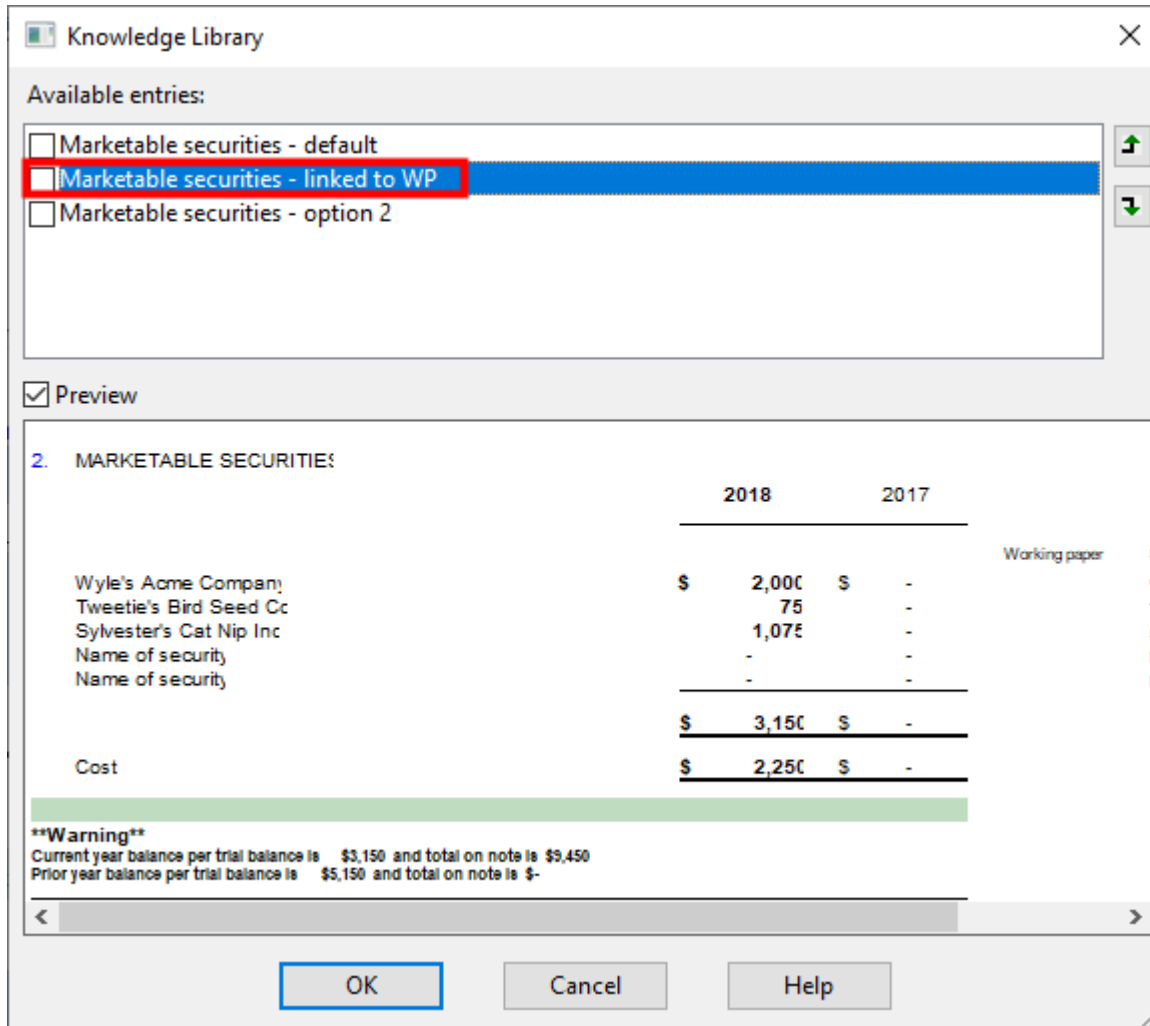 Knowledge Library
Available entries:
Marketable securities - default
Marketable securities - linked to WP
Marketable securities - option 2
Preview
2. MARKETABLE SECURITIES
2018 2017
Working paper
Wyle's Acme Company $ 2,000 $ -
Tweetie's Bird Seed Co 75 -
Sylvester's Cat Nip Inc 1,075 -
Name of security - -
Name of security - -
$ 3,150 $ -
Cost $ 2,250 $ -
**Warning**
Current year balance per trial balance is $3,150 and total on note is $9,450
Prior year balance per trial balance is $5,150 and total on note is $-
OK Cancel Help